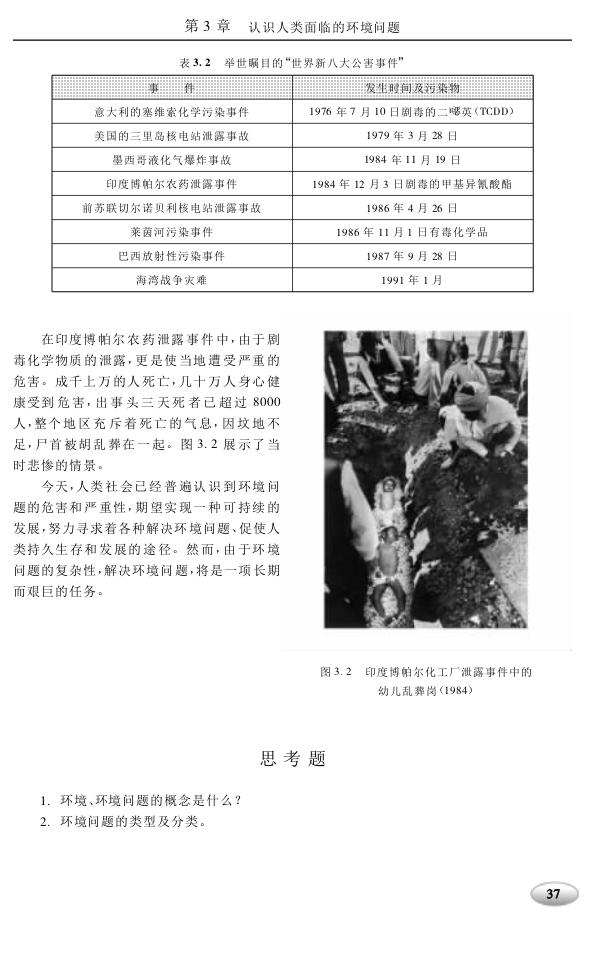 第 3 章 认识人类面临的环境问题
表 3. 2 举世瞩目的“世界新八大公害事件”
事 件 发生时间及污染物
意大利的塞维索化学污染事件 1976 年 7 月 10 日剧毒的二噁英(TCDD)
美国的三里岛核电站泄露事故 1979 年 3 月 28 日
墨西哥液化气爆炸事故 1984 年 11 月 19 日
印度博帕尔农药泄露事件 1984 年 12 月 3 日剧毒的甲基异氰酸酯
前苏联切尔诺贝利核电站泄露事故 1986 年 4 月 26 日
莱茵河污染事件 1986 年 11 月 1 日有毒化学品
巴西放射性污染事件 1987 年 9 月 28 日
海湾战争灾难 1991 年 1 月
在印度博帕尔农药泄露事件中,由于剧
毒化学物质的泄露,更是使当地遭受严重的
危害。成千上万的人死亡,几十万人身心健
康受到危害,出事头三天死者已超过 8000
人,整个地区充斥着死亡的气息,因坟地不
足,尸首被胡乱葬在一起。图 3. 2 展示了当
时悲惨的情景。
今天,人类社会已经普遍认识到环境问
题的危害和严重性,期望实现一种可持续的
发展,努力寻求着各种解决环境问题、促使人
类持久生存和发展的途径。然而,由于环境
问题的复杂性,解决环境问题,将是一项长期
而艰巨的任务。
图 3. 2 印度博帕尔化工厂泄露事件中的
幼儿乱葬岗(1984)
思 考 题
1. 环境、环境问题的概念是什么?
2. 环境问题的类型及分类。
37